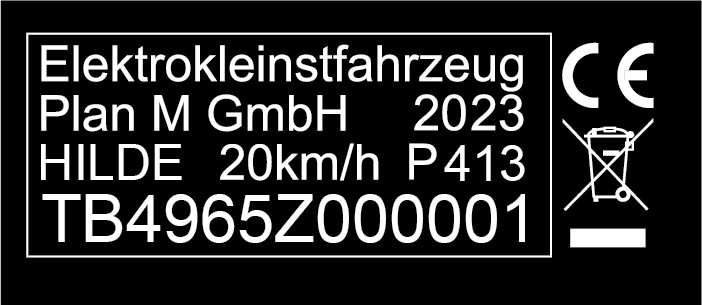 Elektrokleinstfahrzeug
Plan M GmbH 2023
HILDE 20km/h P413
TB4965Z000001
CE